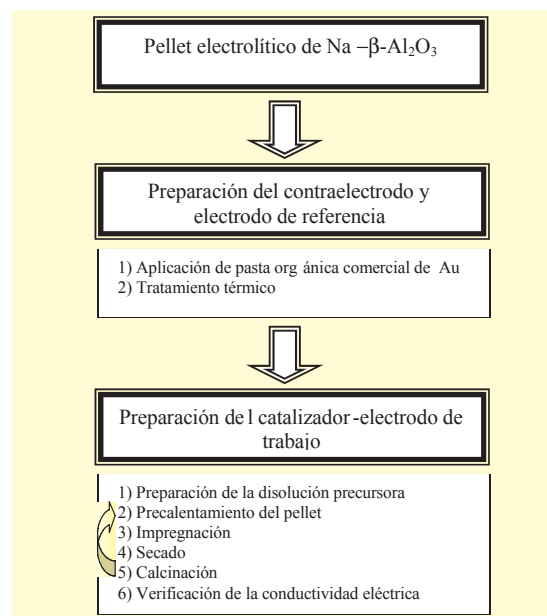 Pellet electrolítico de Na –β-Al₂O₃
Preparación del contraelectrodo y
electrodo de referencia
1) Aplicación de pasta org ánica comercial de Au
2) Tratamiento térmico
Preparación de l catalizador-electrodo de
trabajo
1) Preparación de la disolución precursora
2) Precalentamiento del pellet
3) Impregnación
4) Secado
5) Calcinación
6) Verificación de la conductividad eléctrica